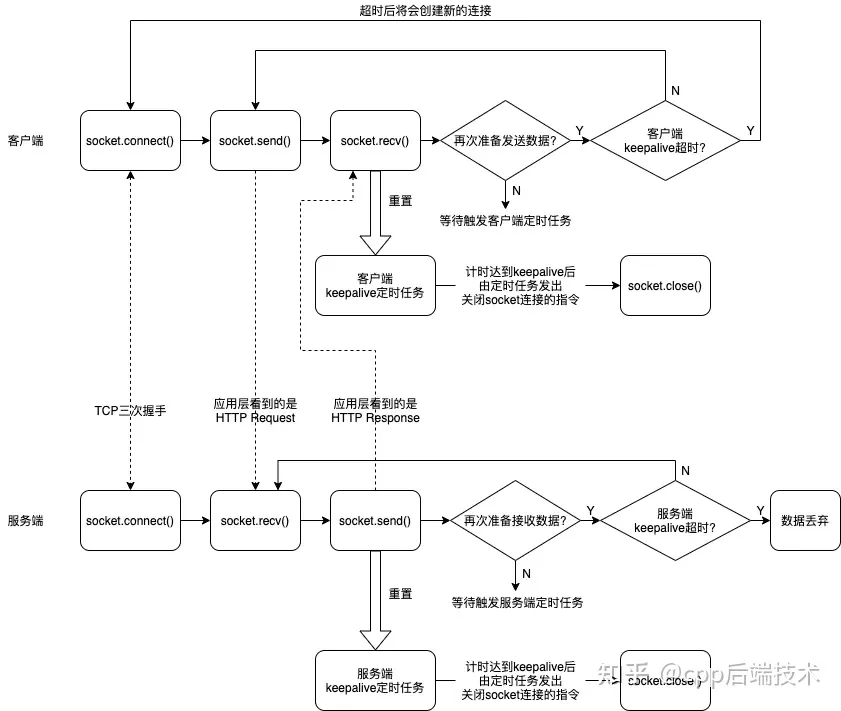 超时后将会创建新的连接
N
客户端
socket.connect()
socket.send()
socket.recv()
再次准备发送数据?
Y
客户端
keepalive超时?
Y
N
重置
等待触发客户端定时任务
客户端
keepalive定时任务
计时达到keepalive后
由定时任务发出
关闭socket连接的指令
socket.close()
TCP三次握手
应用层看到的是
HTTP Request
应用层看到的是
HTTP Response
N
服务端
socket.connect()
socket.recv()
socket.send()
再次准备接收数据?
Y
服务端
keepalive超时?
Y
数据丢弃
N
重置
等待触发服务端定时任务
服务端
keepalive定时任务
计时达到keepalive后
由定时任务发出
关闭socket连接的指令
socket.close()
知乎 @cpp后端技术